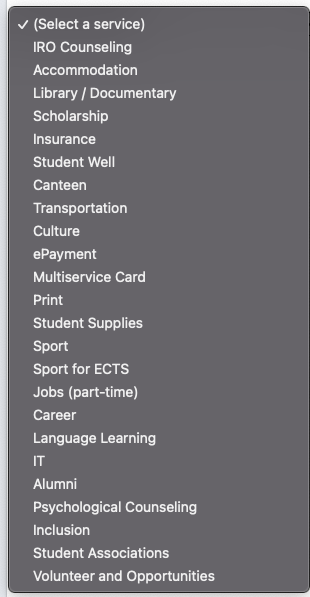 ✓ (Select a service)
IRO Counseling
Accommodation
Library / Documentary
Scholarship
Insurance
Student Well
Canteen
Transportation
Culture
ePayment
Multiservice Card
Print
Student Supplies
Sport
Sport for ECTS
Jobs (part-time)
Career
Language Learning
IT
Alumni
Psychological Counseling
Inclusion
Student Associations
Volunteer and Opportunities